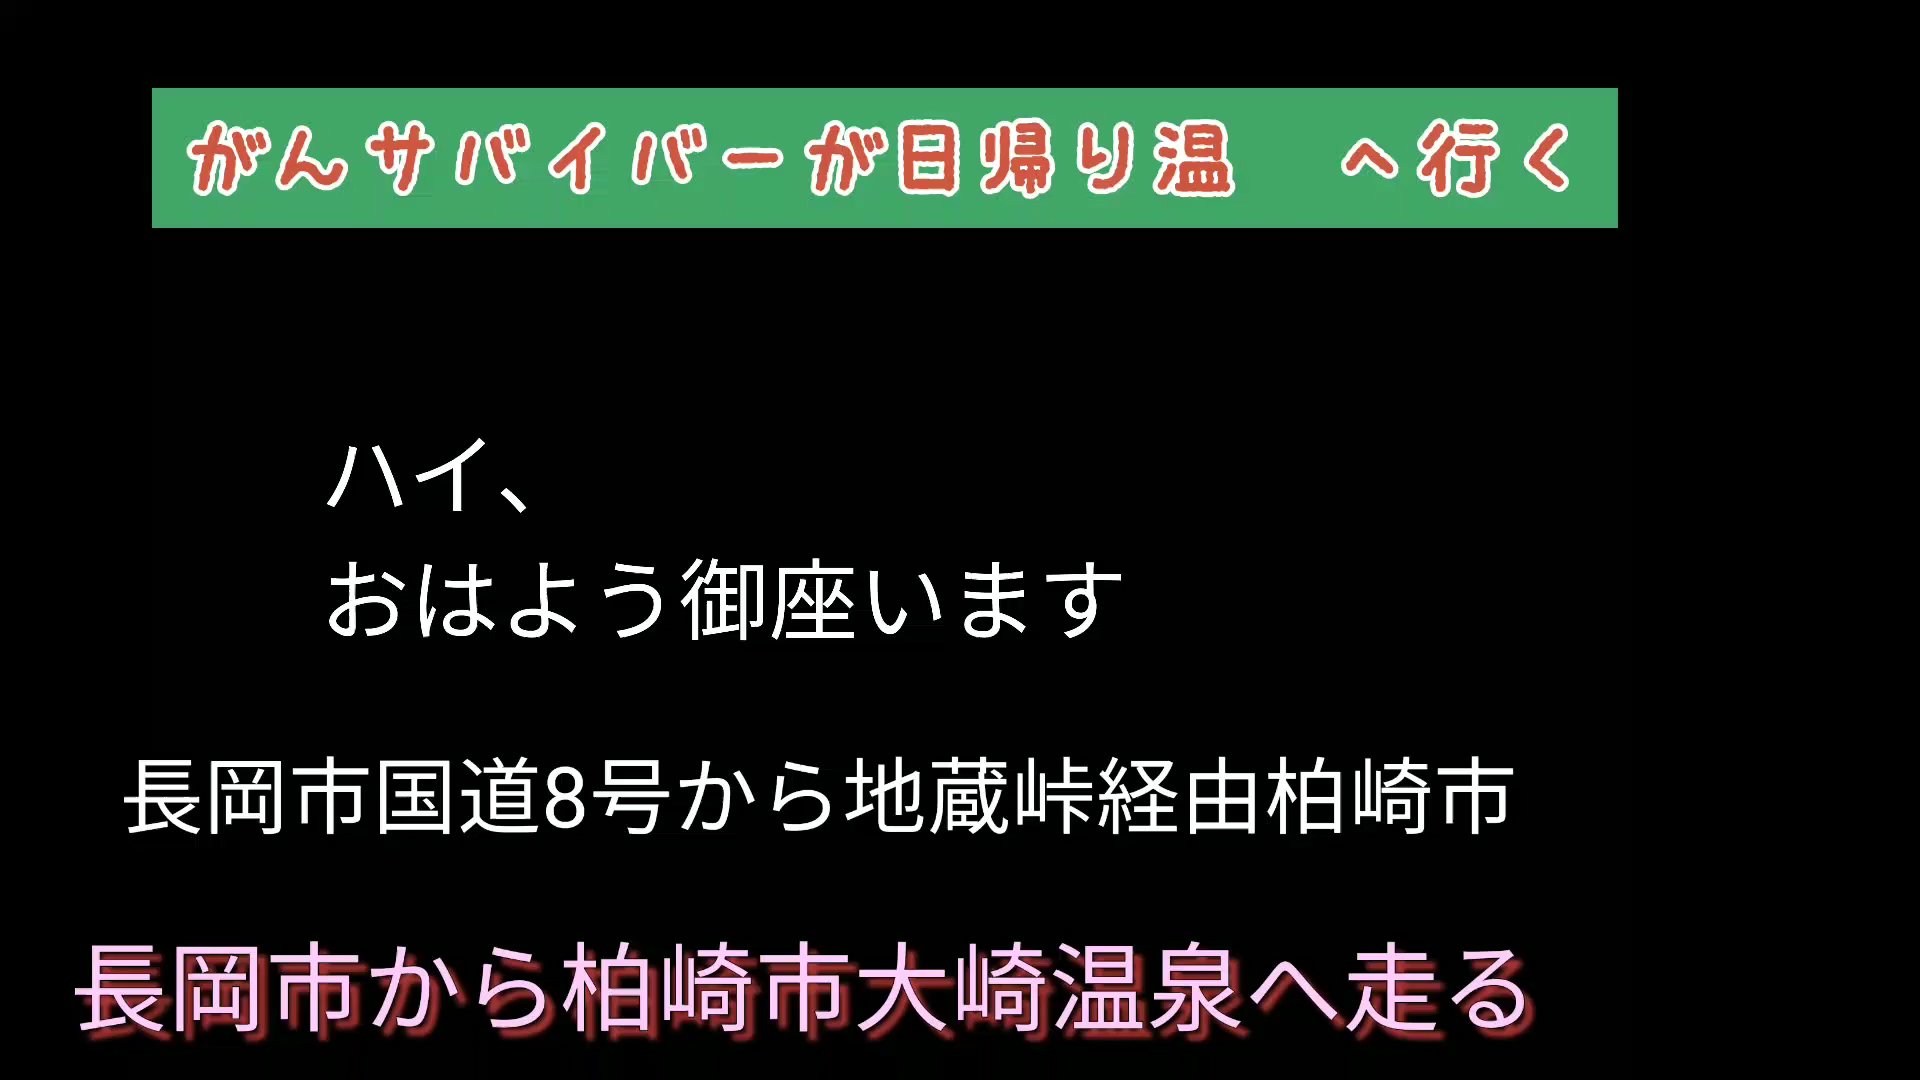 がんサバイバーが日帰り温　へ行く
ハイ、
おはよう御座います
長岡市国道8号から地蔵峠経由柏崎市
長岡市から柏崎市大崎温泉へ走る